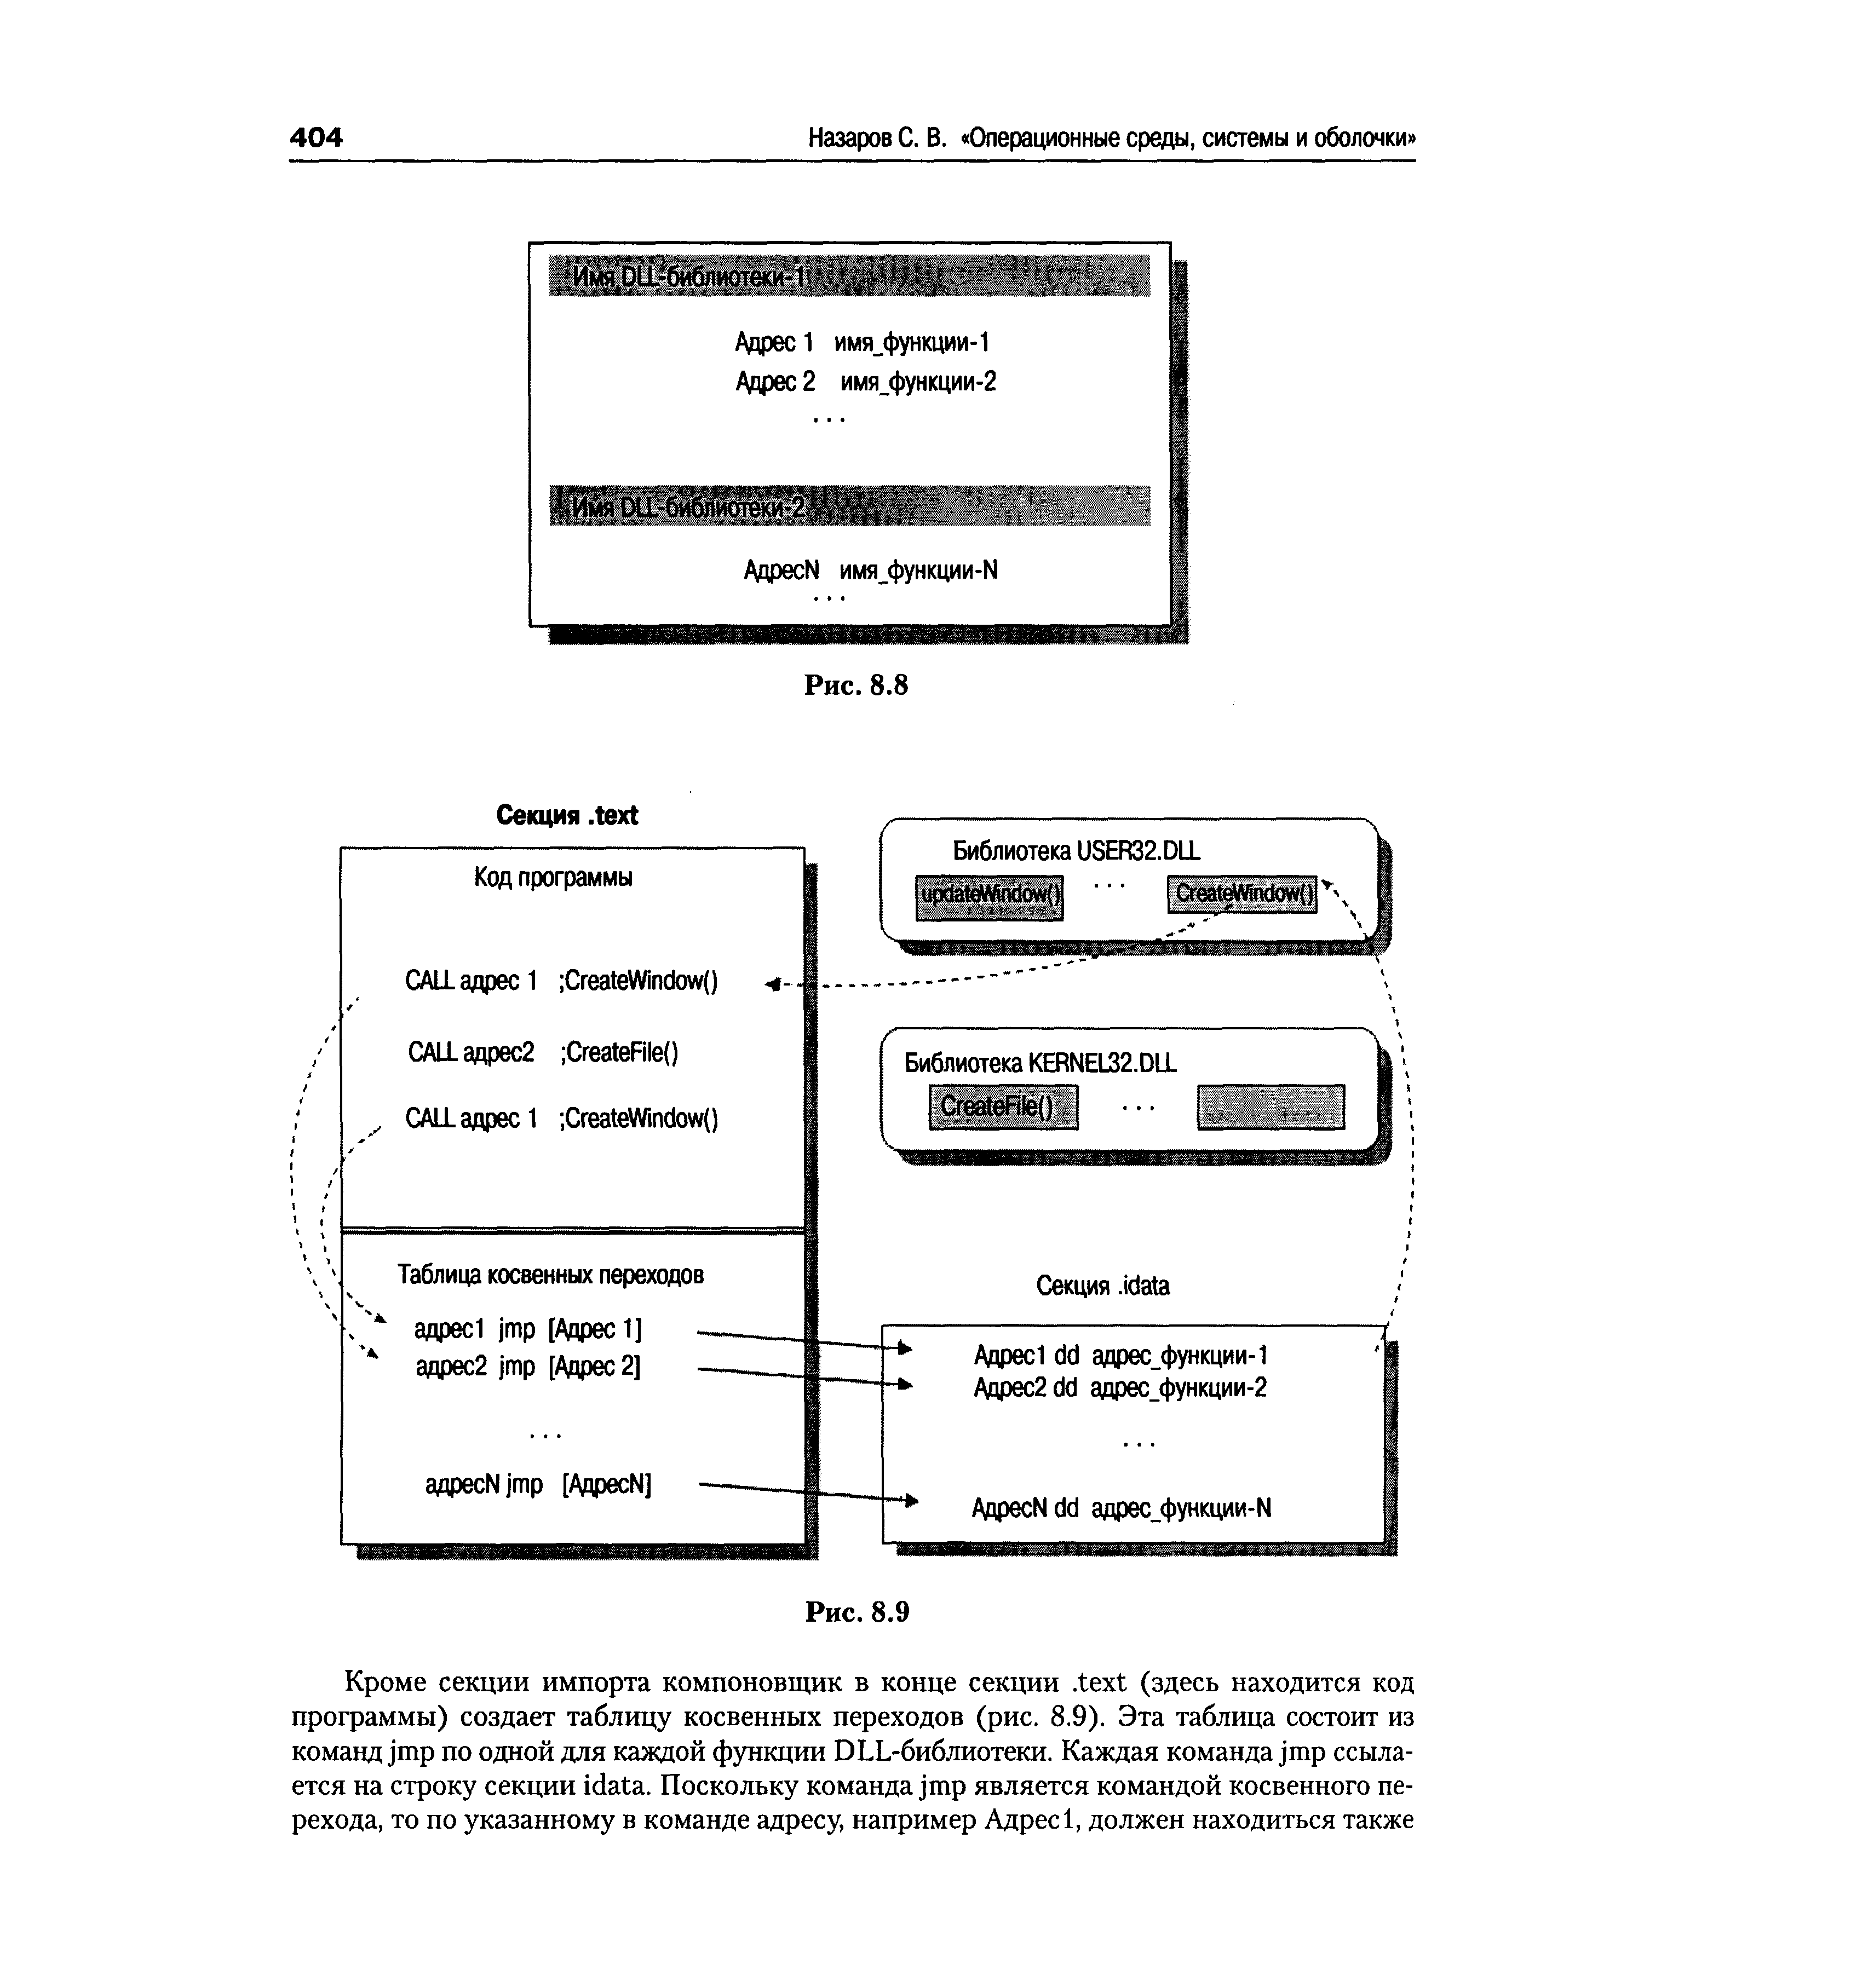 404
Назаров С. В. «Операционные среды, системы и оболочки»
Имя DLL-библиотеки-1
Адрес 1 имя_функции-1
Адрес 2 имя_функции-2
. . .
Имя DLL-библиотеки-2
АдресN имя_функции-N
. . .
Рис. 8.8
Секция .text
Код программы
CALL адрес 1 ;CreateWindow()
CALL адрес2 ;CreateFile()
CALL адрес 1 ;CreateWindow()
Таблица косвенных переходов
адрес1 jmp [Адрес 1]
адрес2 jmp [Адрес 2]
. . .
адресN jmp [АдресN]
Библиотека USER32.DLL
updateWindow() . . . CreateWindow()
Библиотека KERNEL32.DLL
CreateFile() . . .
Секция .idata
Адрес1 dd адрес_функции-1
Адрес2 dd адрес_функции-2
. . .
АдресN dd адрес_функции-N
Рис. 8.9
Кроме секции импорта компоновщик в конце секции .text (здесь находится код
программы) создает таблицу косвенных переходов (рис. 8.9). Эта таблица состоит из
команд jmp по одной для каждой функции DLL-библиотеки. Каждая команда jmp ссыла-
ется на строку секции idata. Поскольку команда jmp является командой косвенного пе-
рехода, то по указанному в команде адресу, например Адрес1, должен находиться также